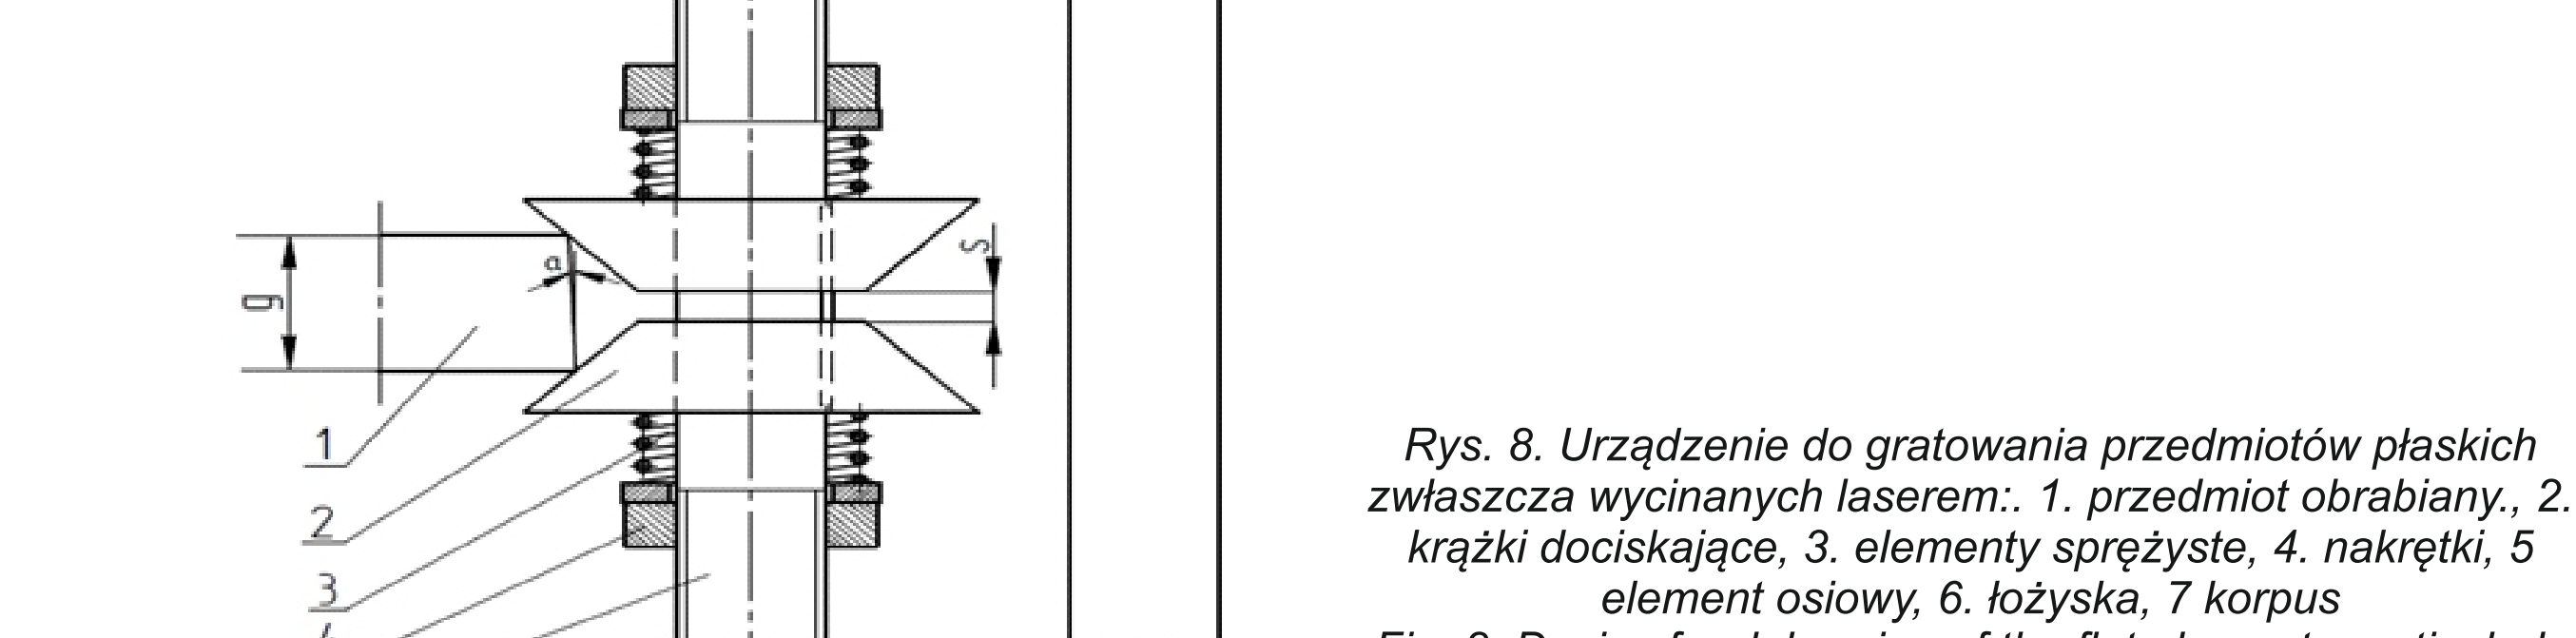 S
α
g
1
2
3
Rys. 8. Urządzenie do gratowania przedmiotów płaskich
zwłaszcza wycinanych laserem:. 1. przedmiot obrabiany., 2.
krążki dociskające, 3. elementy sprężyste, 4. nakrętki, 5
element osiowy, 6. łożyska, 7 korpus